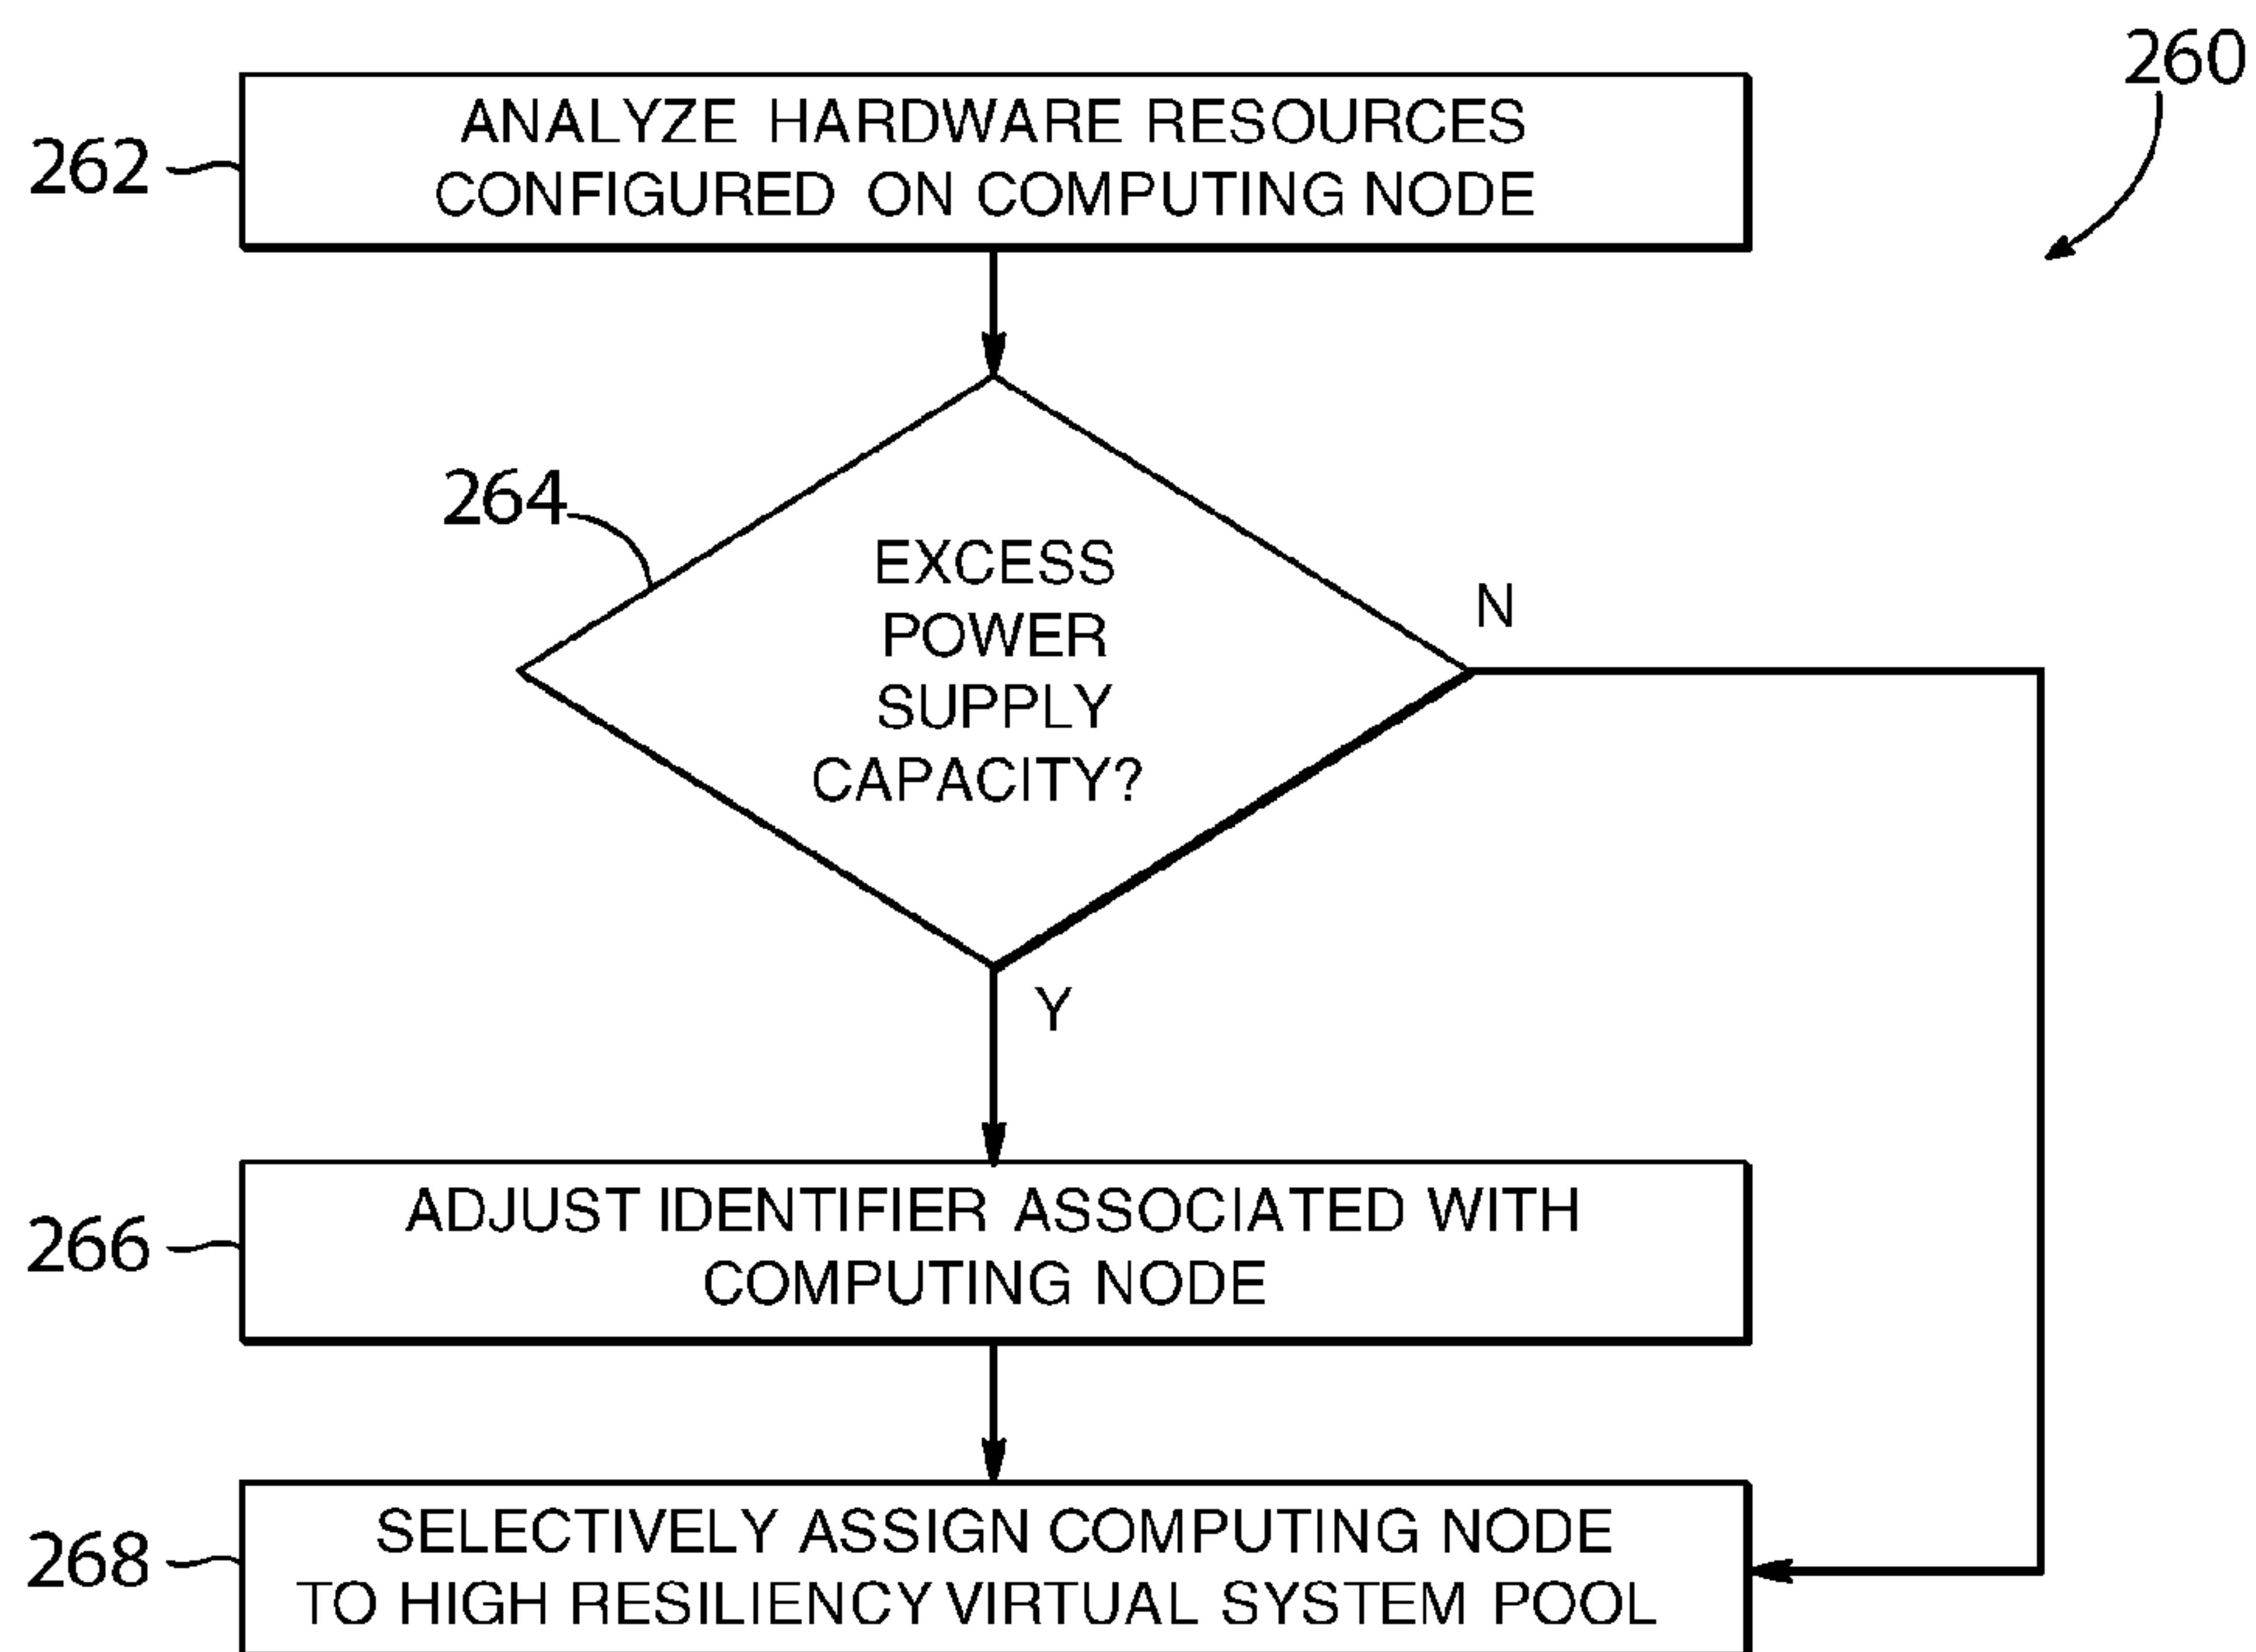 260
262
ANALYZE HARDWARE RESOURCES
CONFIGURED ON COMPUTING NODE
264
EXCESS
POWER
SUPPLY
CAPACITY?
N
Y
266
ADJUST IDENTIFIER ASSOCIATED WITH
COMPUTING NODE
268
SELECTIVELY ASSIGN COMPUTING NODE
TO HIGH RESILIENCY VIRTUAL SYSTEM POOL